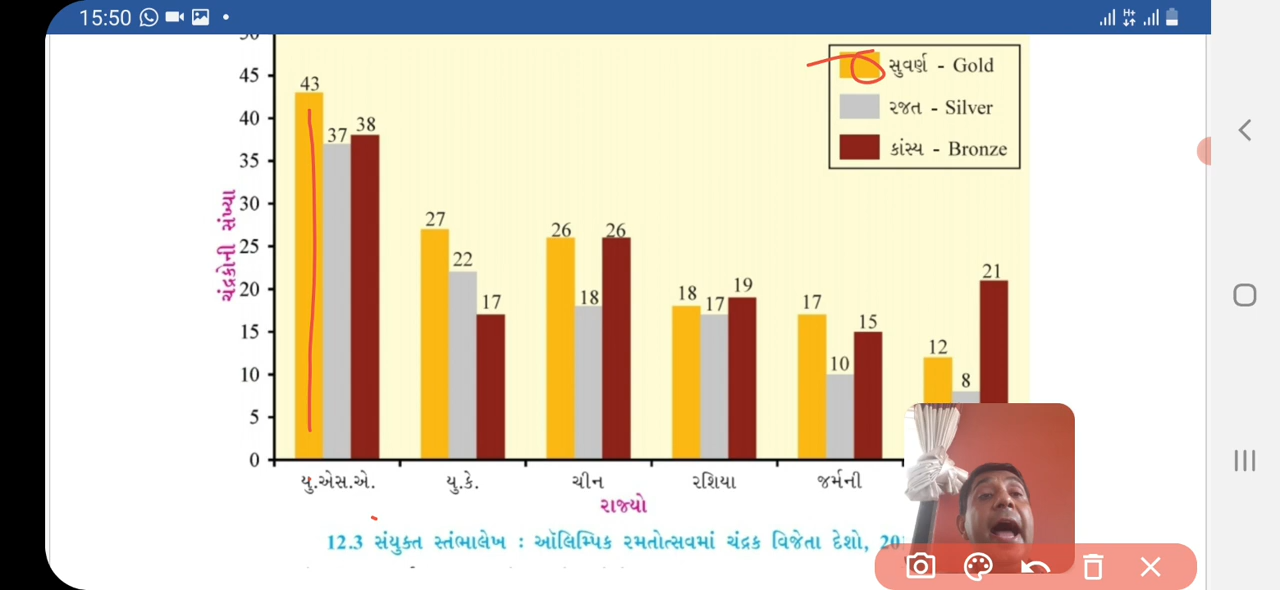 15:50
H+
સુવર્ણ - Gold
રજત - Silver
કાંસ્ય - Bronze
ચંદ્રકોની સંખ્યા
50
45
40
35
30
25
20
15
10
5
0
43
37
38
27
22
17
26
18
26
18
17
19
17
10
15
12
8
21
યુ.એસ.એ.
યુ.કે.
ચીન
રશિયા
જર્મની
રાજ્યો
12.3 સંયુક્ત સ્તંભાલેખ : ઑલિમ્પિક રમતોત્સવમાં ચંદ્રક વિજેતા દેશો,